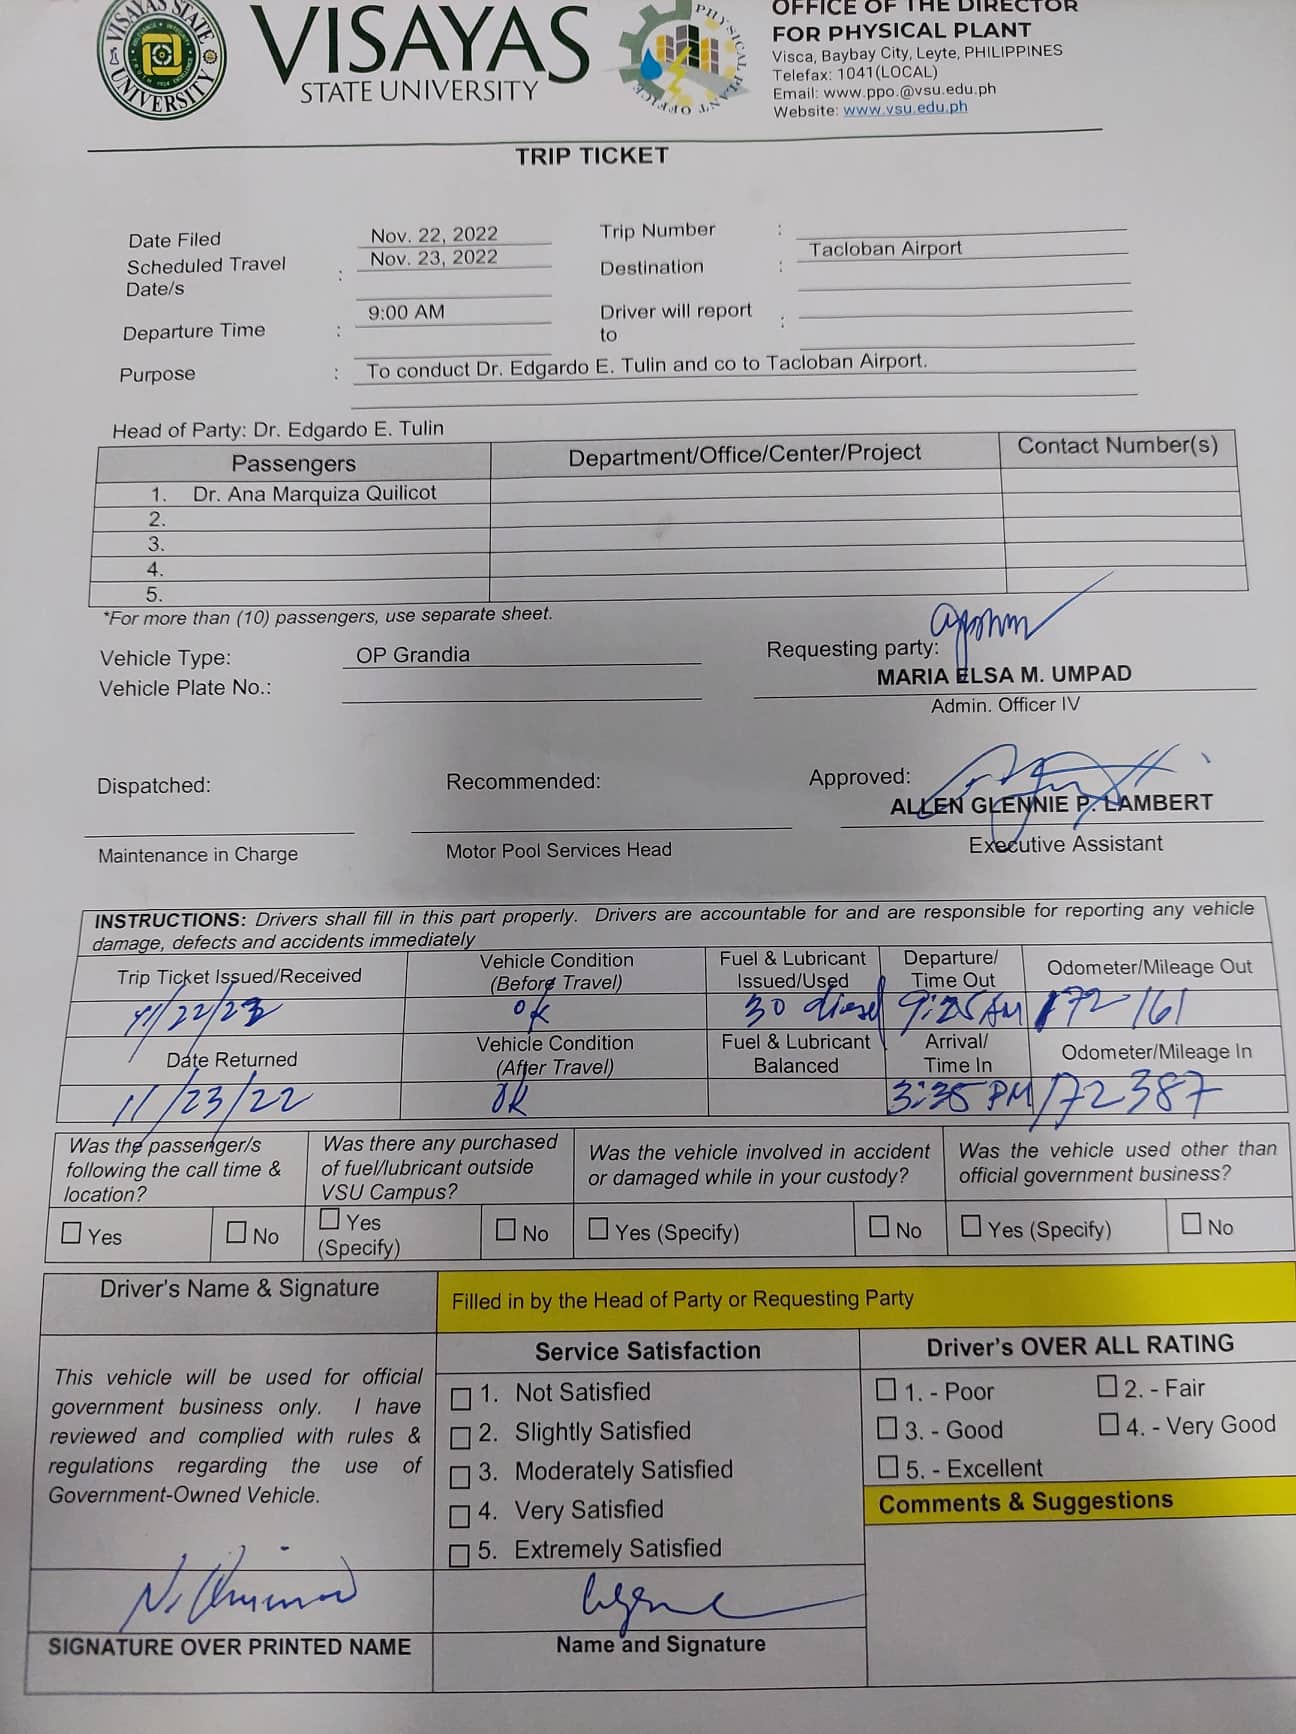 VISAYAS STATE UNIVERSITY
VISAYAS
STATE UNIVERSITY
PHYSICAL PLANT OFFICE
OFFICE OF THE DIRECTOR
FOR PHYSICAL PLANT
Visca, Baybay City, Leyte, PHILIPPINES
Telefax: 1041(LOCAL)
Email: www.ppo.@vsu.edu.ph
Website: www.vsu.edu.ph
TRIP TICKET
Date Filed Nov. 22, 2022 Trip Number :
Scheduled Travel Date/s : Nov. 23, 2022 Destination : Tacloban Airport
Departure Time : 9:00 AM Driver will report to :
Purpose : To conduct Dr. Edgardo E. Tulin and co to Tacloban Airport.
Head of Party: Dr. Edgardo E. Tulin
Passengers Department/Office/Center/Project Contact Number(s)
1. Dr. Ana Marquiza Quilicot
2.
3.
4.
5.
*For more than (10) passengers, use separate sheet.
Vehicle Type: OP Grandia Requesting party:
Vehicle Plate No.: MARIA ELSA M. UMPAD
Admin. Officer IV
Dispatched: Recommended: Approved:
ALLEN GLENNIE P. LAMBERT
Maintenance in Charge Motor Pool Services Head Executive Assistant
INSTRUCTIONS: Drivers shall fill in this part properly. Drivers are accountable for and are responsible for reporting any vehicle
damage, defects and accidents immediately
Trip Ticket Issued/Received Vehicle Condition (Before Travel) Fuel & Lubricant Issued/Used Departure/ Time Out Odometer/Mileage Out
11/22/22 OK 30 diesel 9:25 AM 172161
Date Returned Vehicle Condition (After Travel) Fuel & Lubricant Balanced Arrival/ Time In Odometer/Mileage In
11/23/22 OK 3:35 PM 172387
Was the passenger/s following the call time & location? Was there any purchased of fuel/lubricant outside VSU Campus? Was the vehicle involved in accident or damaged while in your custody? Was the vehicle used other than official government business?
Yes No Yes (Specify) No Yes (Specify) No Yes (Specify) No
Driver's Name & Signature Filled in by the Head of Party or Requesting Party
This vehicle will be used for official
government business only. I have
reviewed and complied with rules &
regulations regarding the use of
Government-Owned Vehicle.
Service Satisfaction
1. Not Satisfied
2. Slightly Satisfied
3. Moderately Satisfied
4. Very Satisfied
5. Extremely Satisfied
Driver's OVER ALL RATING
1. - Poor 2. - Fair
3. - Good 4. - Very Good
5. - Excellent
Comments & Suggestions
SIGNATURE OVER PRINTED NAME Name and Signature